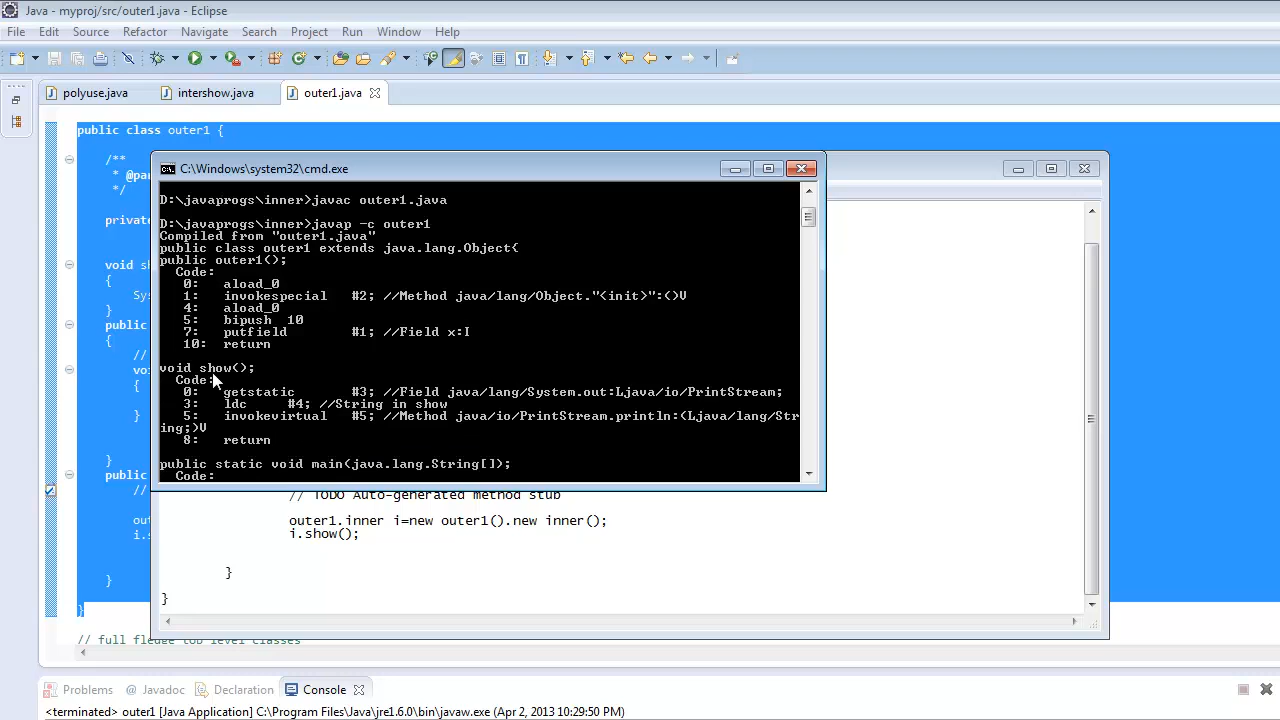 Java - myproj/src/outer1.java - Eclipse
File Edit Source Refactor Navigate Search Project Run Window Help
polyuse.java intershow.java outer1.java
public class outer1 {
/**
* @par
*/
private
void sh
{
Sys
}
public
{
//
vo
{
}
}
public
//
out
i.s
}
}
// full fledge top level classes
C:\Windows\system32\cmd.exe
D:\javaprogs\inner>javac outer1.java
D:\javaprogs\inner>javap -c outer1
Compiled from "outer1.java"
public class outer1 extends java.lang.Object{
public outer1();
Code:
0: aload_0
1: invokespecial #2; //Method java/lang/Object."<init>":()V
4: aload_0
5: bipush 10
7: putfield #1; //Field x:I
10: return
void show();
Code:
0: getstatic #3; //Field java/lang/System.out:Ljava/io/PrintStream;
3: ldc #4; //String in show
5: invokevirtual #5; //Method java/io/PrintStream.println:(Ljava/lang/Str
ing;)V
8: return
public static void main(java.lang.String[]);
Code:
// TODO Auto-generated method stub
outer1.inner i=new outer1().new inner();
i.show();
}
}
Problems @ Javadoc Declaration Console
<terminated> outer1 [Java Application] C:\Program Files\Java\jre1.6.0\bin\javaw.exe (Apr 2, 2013 10:29:50 PM)